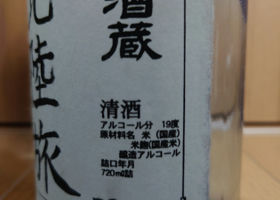 酒蔵
陸旅
清酒
アルコール分 19度
原材料名 米(国産)
米麹(国産米)
醸造アルコール
詰口年月
720mℓ詰